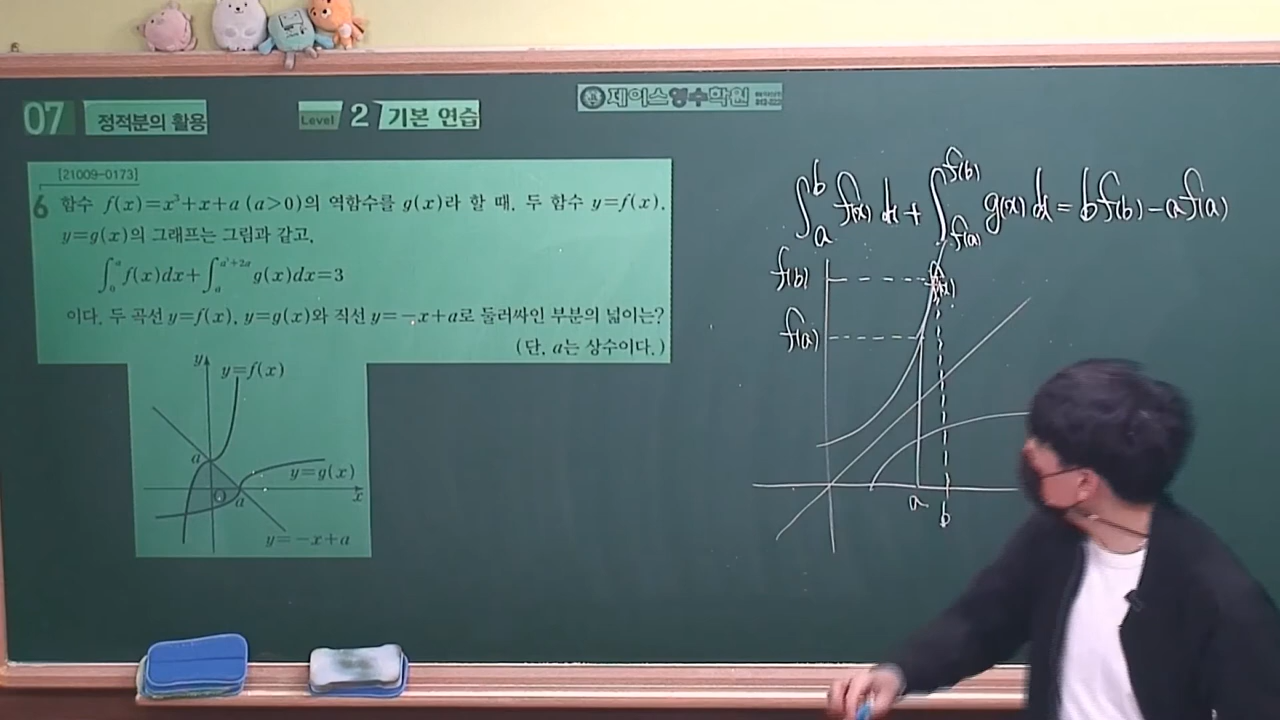 07 정적분의 활용 Level 2 기본 연습
제이스영수학원
[21009-0173]
6 함수 f(x)=x³+x+a (a>0)의 역함수를 g(x)라 할 때, 두 함수 y=f(x),
y=g(x)의 그래프는 그림과 같고,
∫₀ᵃ f(x)dx+∫ₐ^(a³+2a) g(x)dx=3
이다. 두 곡선 y=f(x), y=g(x)와 직선 y=-x+a로 둘러싸인 부분의 넓이는?
(단, a는 상수이다.)
y
y=f(x)
a
y=g(x)
O
a
x
y=-x+a
∫ₐᵇ f(x)dx+∫_f(a)^f(b) g(x)dx=bf(b)-af(a)
f(b)
f(a)
a
b